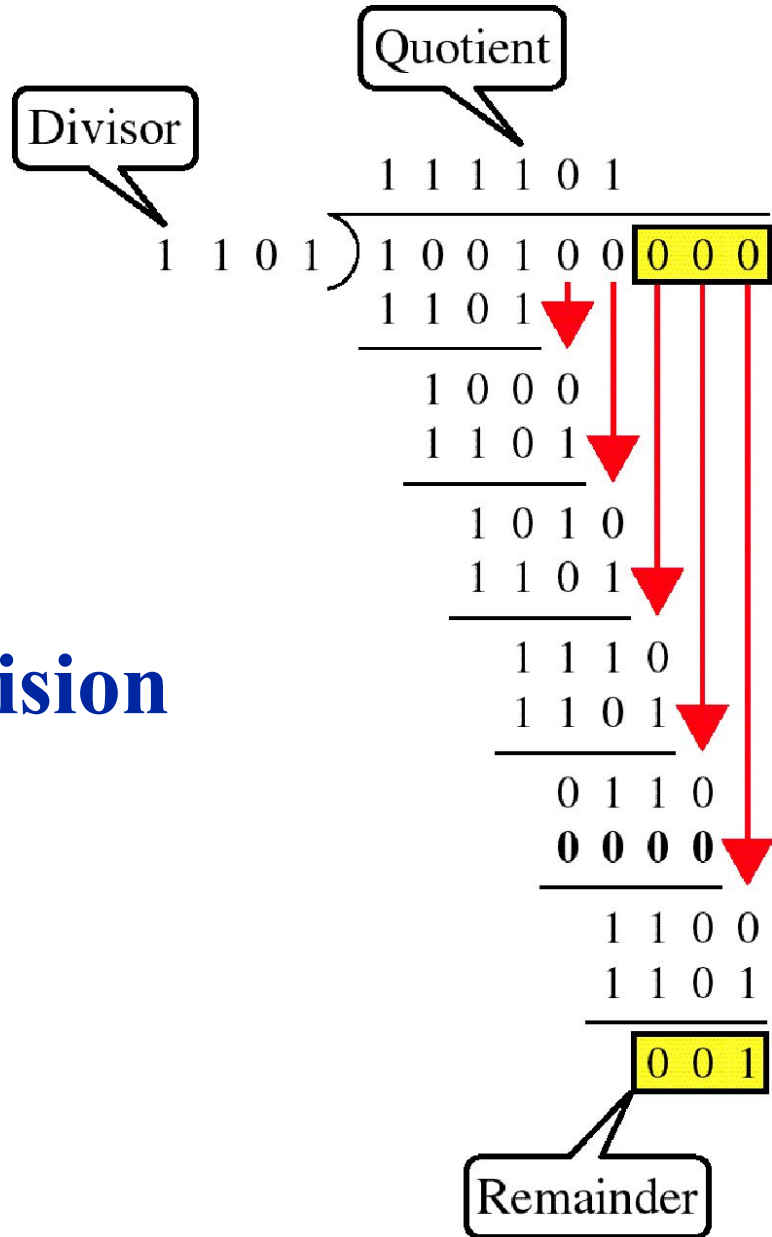 Quotient
Divisor
1 1 1 1 0 1
1 1 0 1 1 0 0 1 0 0 0 0 0
1 1 0 1
1 0 0 0
1 1 0 1
1 0 1 0
1 1 0 1
1 1 1 0
ision
1 1 0 1
0 1 1 0
0 0 0 0
1 1 0 0
1 1 0 1
0 0 1
Remainder